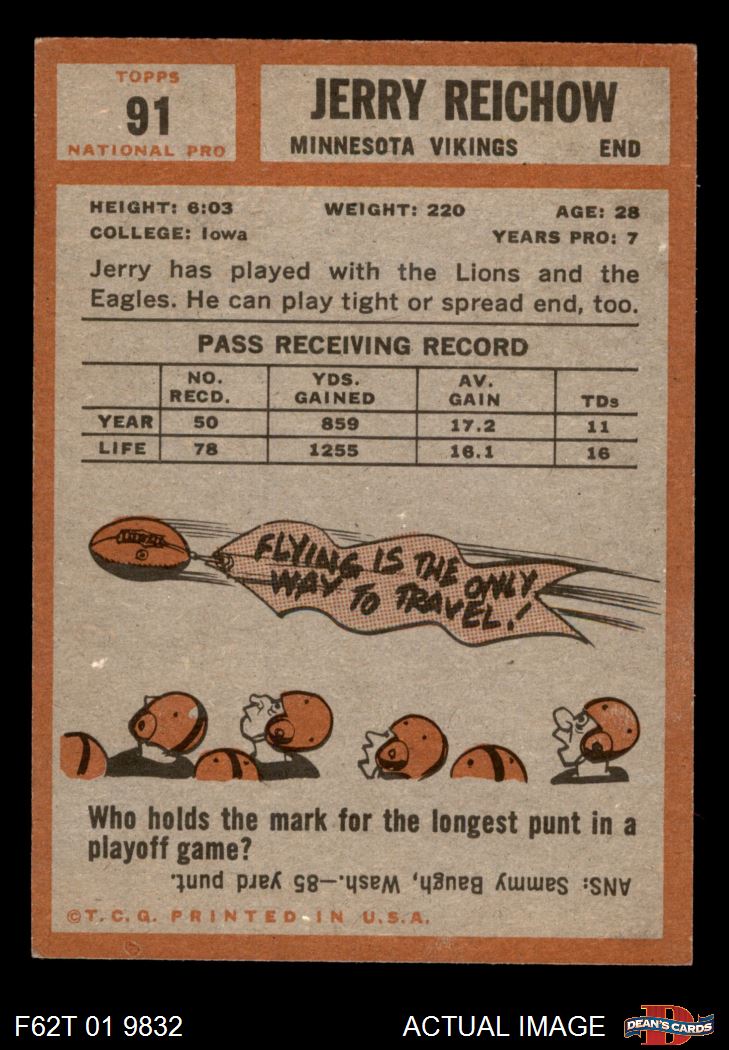 TOPPS
91
NATIONAL PRO
JERRY REICHOW
MINNESOTA VIKINGS END
HEIGHT: 6:03 WEIGHT: 220 AGE: 28
COLLEGE: Iowa YEARS PRO: 7
Jerry has played with the Lions and the
Eagles. He can play tight or spread end, too.
PASS RECEIVING RECORD
NO. RECD. YDS. GAINED AV. GAIN TDs
YEAR 50 859 17.2 11
LIFE 78 1255 16.1 16
FLYING IS THE ONLY
WAY TO TRAVEL!
Who holds the mark for the longest punt in a
playoff game?
ANS: Sammy Baugh, Wash.—85 yard punt.
©T.C.G. PRINTED IN U.S.A.
F62T 01 9832 ACTUAL IMAGE DEAN'S CARDS